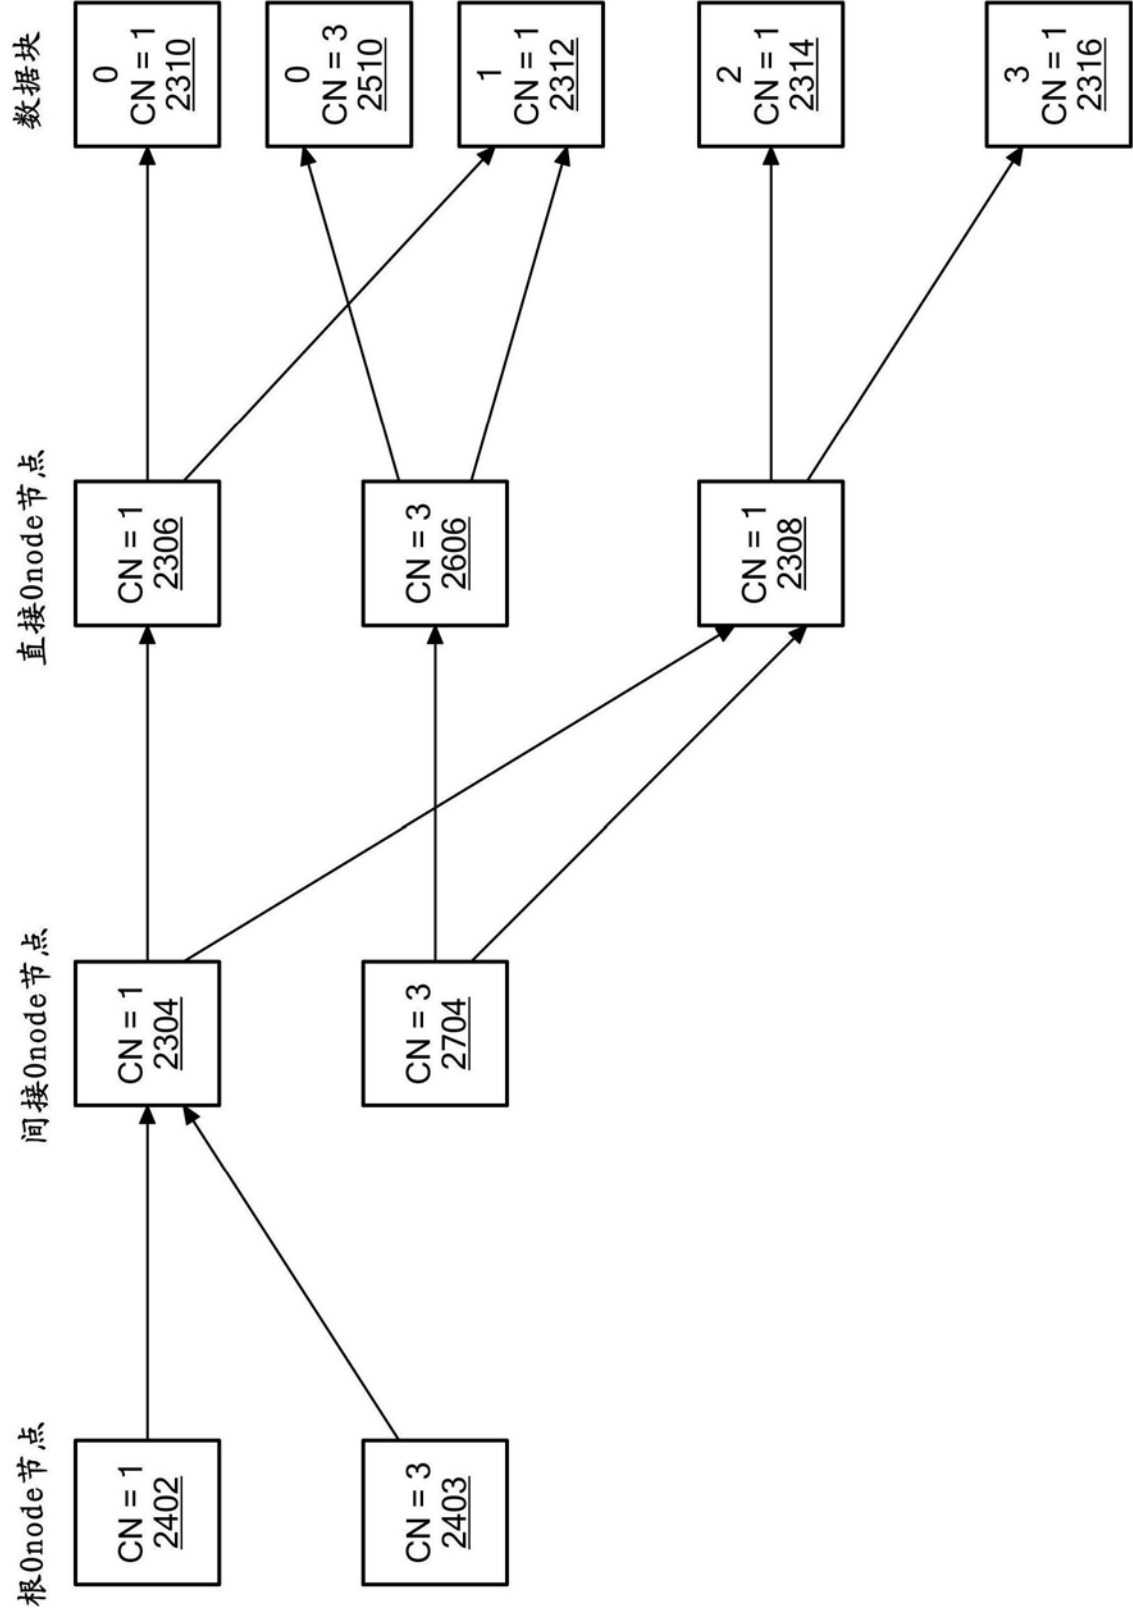 根Onode节点
间接Onode节点
直接Onode节点
数据块
CN = 1
2402
CN = 3
2403
CN = 1
2304
CN = 3
2704
CN = 1
2306
CN = 3
2606
CN = 1
2308
0
CN = 1
2310
0
CN = 3
2510
1
CN = 1
2312
2
CN = 1
2314
3
CN = 1
2316